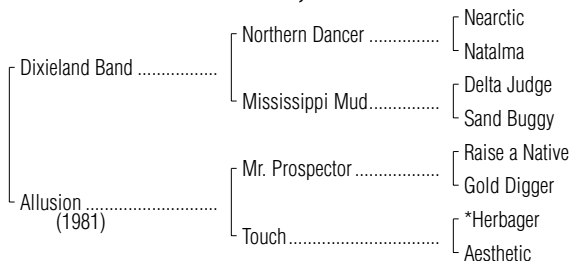 Nearctic
Northern Dancer ...............
Natalma
Dixieland Band .................
Delta Judge
Mississippi Mud...............
Sand Buggy
Raise a Native
Mr. Prospector ..................
Gold Digger
Allusion ............................
(1981)
*Herbager
Touch................................
Aesthetic